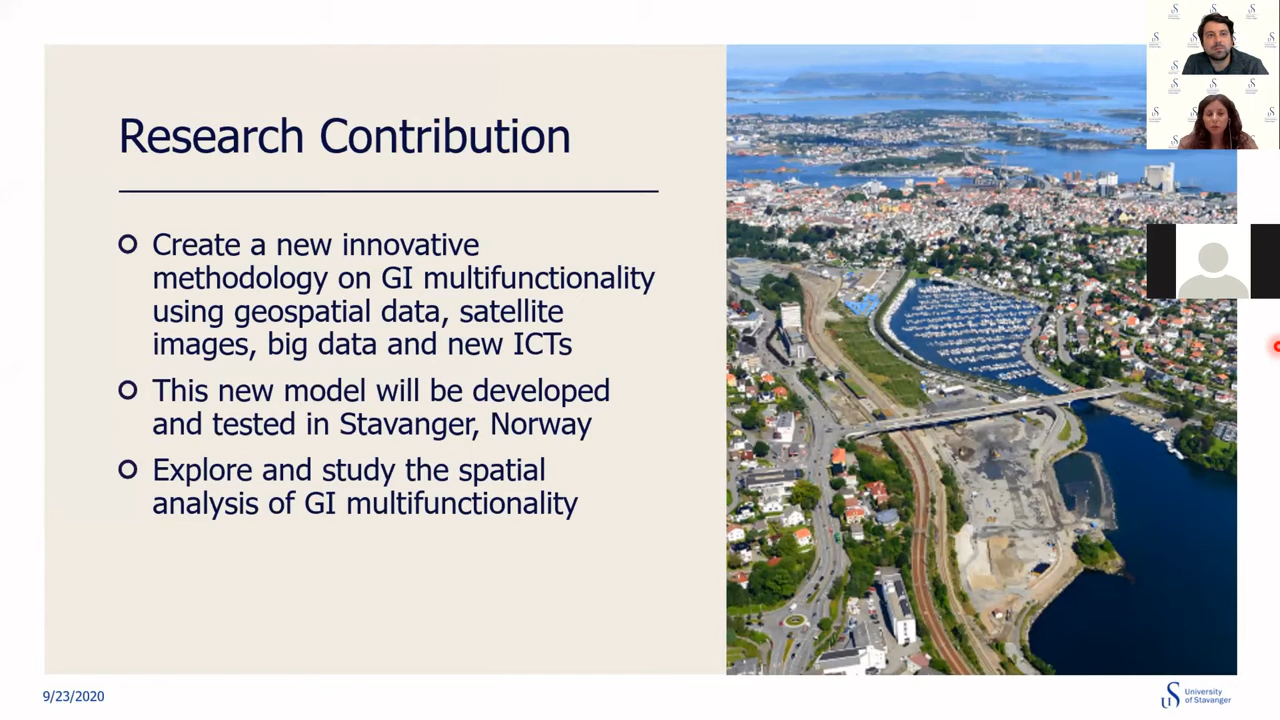 Research Contribution
Create a new innovative
methodology on GI multifunctionality
using geospatial data, satellite
images, big data and new ICTs
This new model will be developed
and tested in Stavanger, Norway
Explore and study the spatial
analysis of GI multifunctionality
9/23/2020
University
of Stavanger